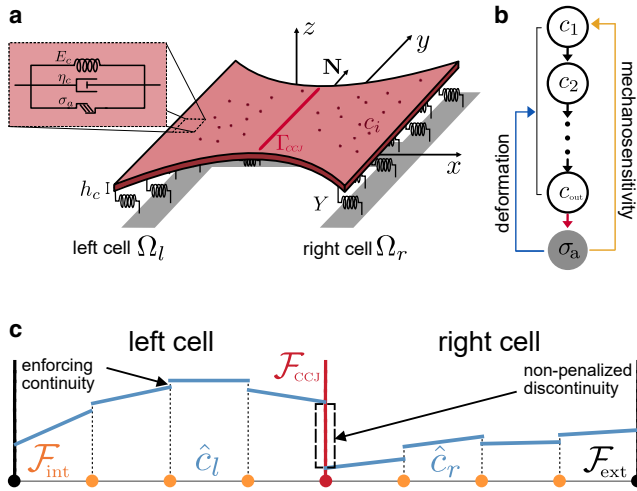 a
E_c
η_c
σ_a
z
y
N
c_i
Γ_CCJ
x
h_c
Y
left cell Ω_l
right cell Ω_r
b
c_1
c_2
c_out
σ_a
deformation
mechanosensitivity
c
left cell
right cell
enforcing
continuity
F_CCJ
non-penalized
discontinuity
F_int
ĉ_l
ĉ_r
F_ext